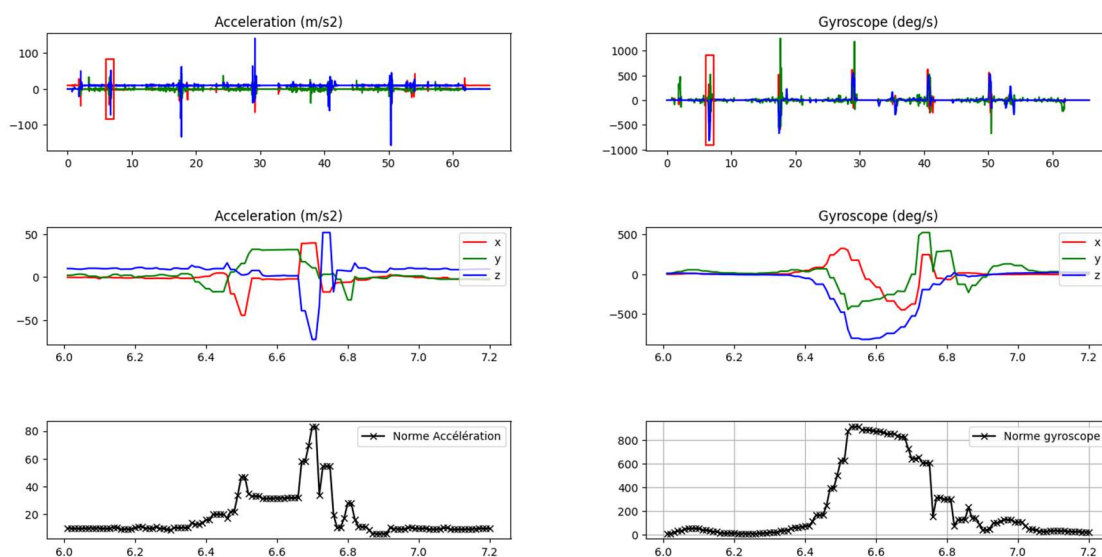 Acceleration (m/s2)
100
0
−100
0 10 20 30 40 50 60
Gyroscope (deg/s)
1000
500
0
−500
−1000
0 10 20 30 40 50 60
Acceleration (m/s2)
50
0
−50
x
y
z
6.0 6.2 6.4 6.6 6.8 7.0 7.2
Gyroscope (deg/s)
500
0
−500
x
y
z
6.0 6.2 6.4 6.6 6.8 7.0 7.2
80
60
40
20
Norme Accélération
6.0 6.2 6.4 6.6 6.8 7.0 7.2
800
600
400
200
0
Norme gyroscope
6.0 6.2 6.4 6.6 6.8 7.0 7.2